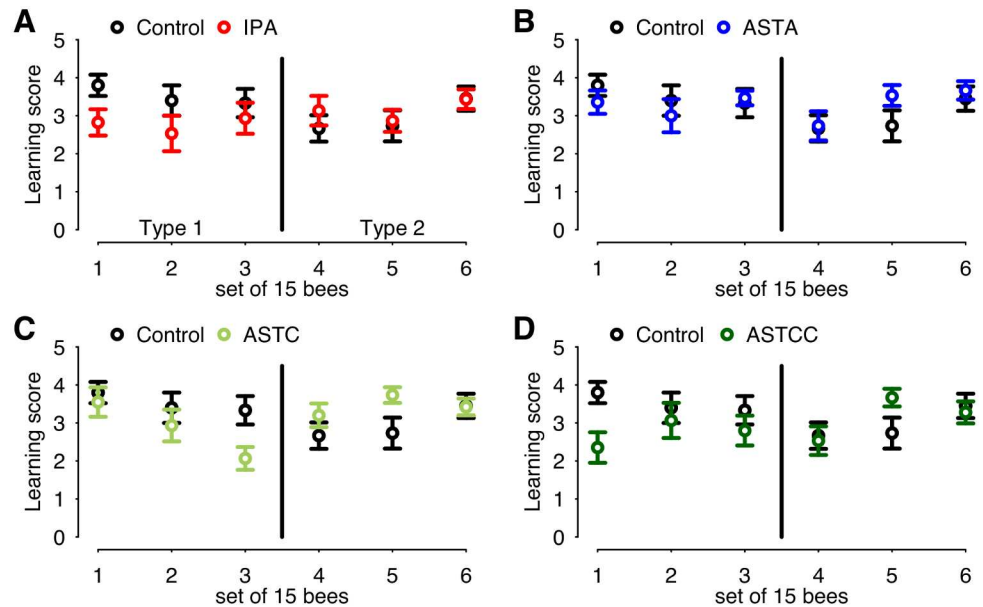 A
Control IPA
Learning score
5
4
3
2
1
0
Type 1 Type 2
1 2 3 4 5 6
set of 15 bees
B
Control ASTA
Learning score
5
4
3
2
1
0
1 2 3 4 5 6
set of 15 bees
C
Control ASTC
Learning score
5
4
3
2
1
0
1 2 3 4 5 6
set of 15 bees
D
Control ASTCC
Learning score
5
4
3
2
1
0
1 2 3 4 5 6
set of 15 bees